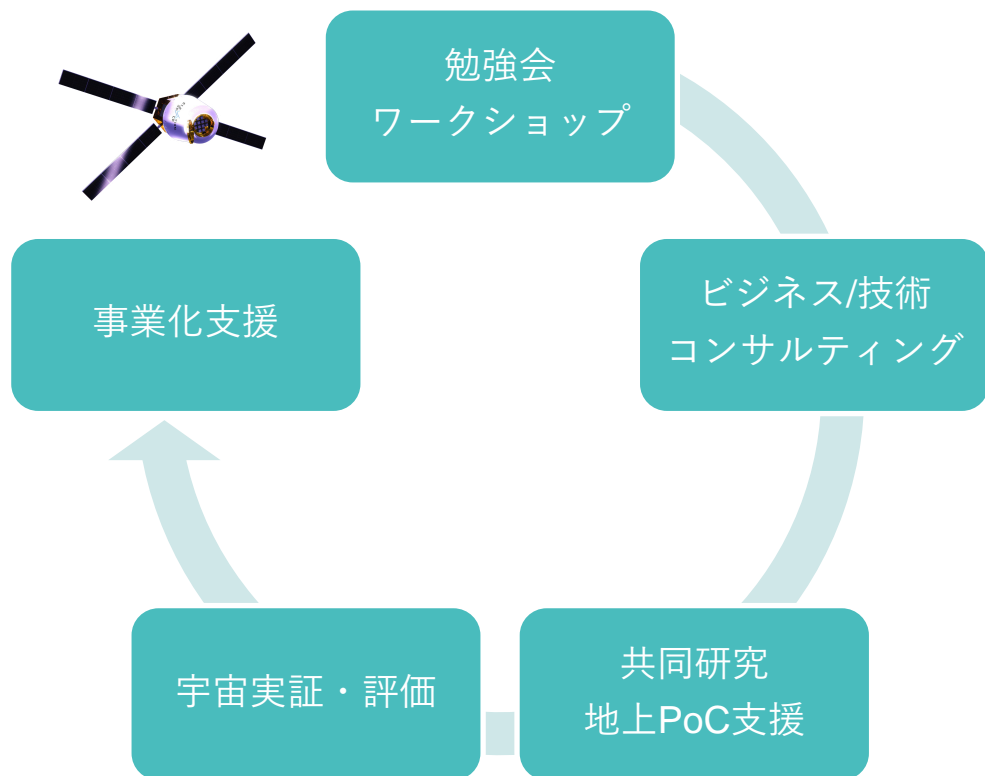 勉強会
ワークショップ
ビジネス/技術
コンサルティング
共同研究
地上PoC支援
宇宙実証・評価
事業化支援